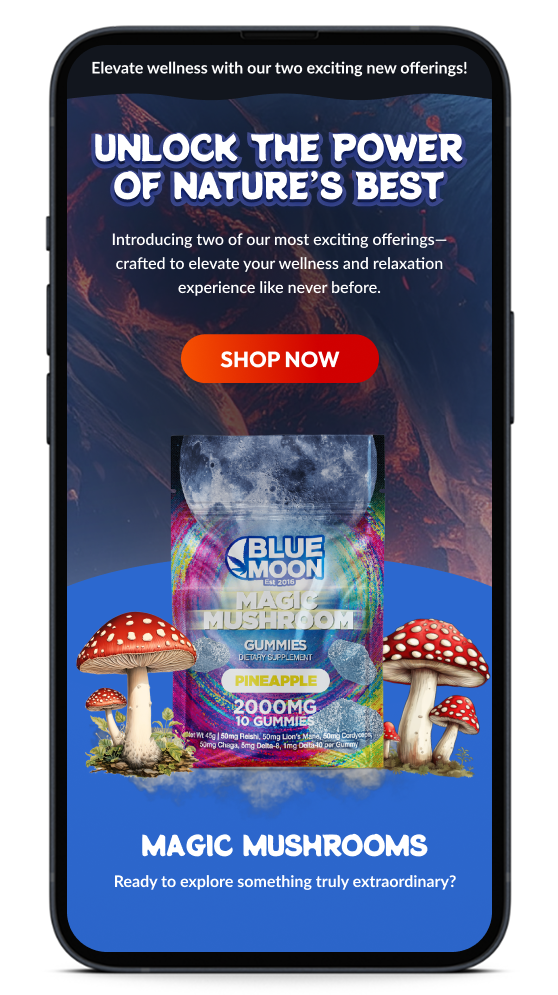 Elevate wellness with our two exciting new offerings!
UNLOCK THE POWER
OF NATURE'S BEST
Introducing two of our most exciting offerings—
crafted to elevate your wellness and relaxation
experience like never before.
SHOP NOW
BLUE
MOON
Est 2016
MAGIC
MUSHROOM
GUMMIES
DIETARY SUPPLEMENT
PINEAPPLE
2000MG
10 GUMMIES
Net Wt 45g | 50mg Reishi, 50mg Lion's Mane, 50mg Cordyceps,
50mg Chaga, 5mg Delta-8, 1mg Delta10 per Gummy
MAGIC MUSHROOMS
Ready to explore something truly extraordinary?